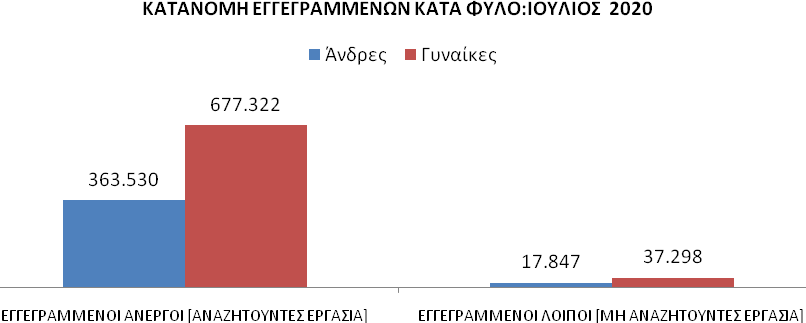 ΚΑΤΑΝΟΜΗ ΕΓΓΕΓΡΑΜΜΕΝΩΝ ΚΑΤΑ ΦΥΛΟ:ΙΟΥΛΙΟΣ 2020
Άνδρες Γυναίκες
677.322
363.530
17.847 37.298
ΕΓΓΕΓΡΑΜΜΕΝΟΙ ΑΝΕΡΓΟΙ [ΑΝΑΖΗΤΟΥΝΤΕΣ ΕΡΓΑΣΙΑ] ΕΓΓΕΓΡΑΜΜΕΝΟΙ ΛΟΙΠΟΙ [ΜΗ ΑΝΑΖΗΤΟΥΝΤΕΣ ΕΡΓΑΣΙΑ]